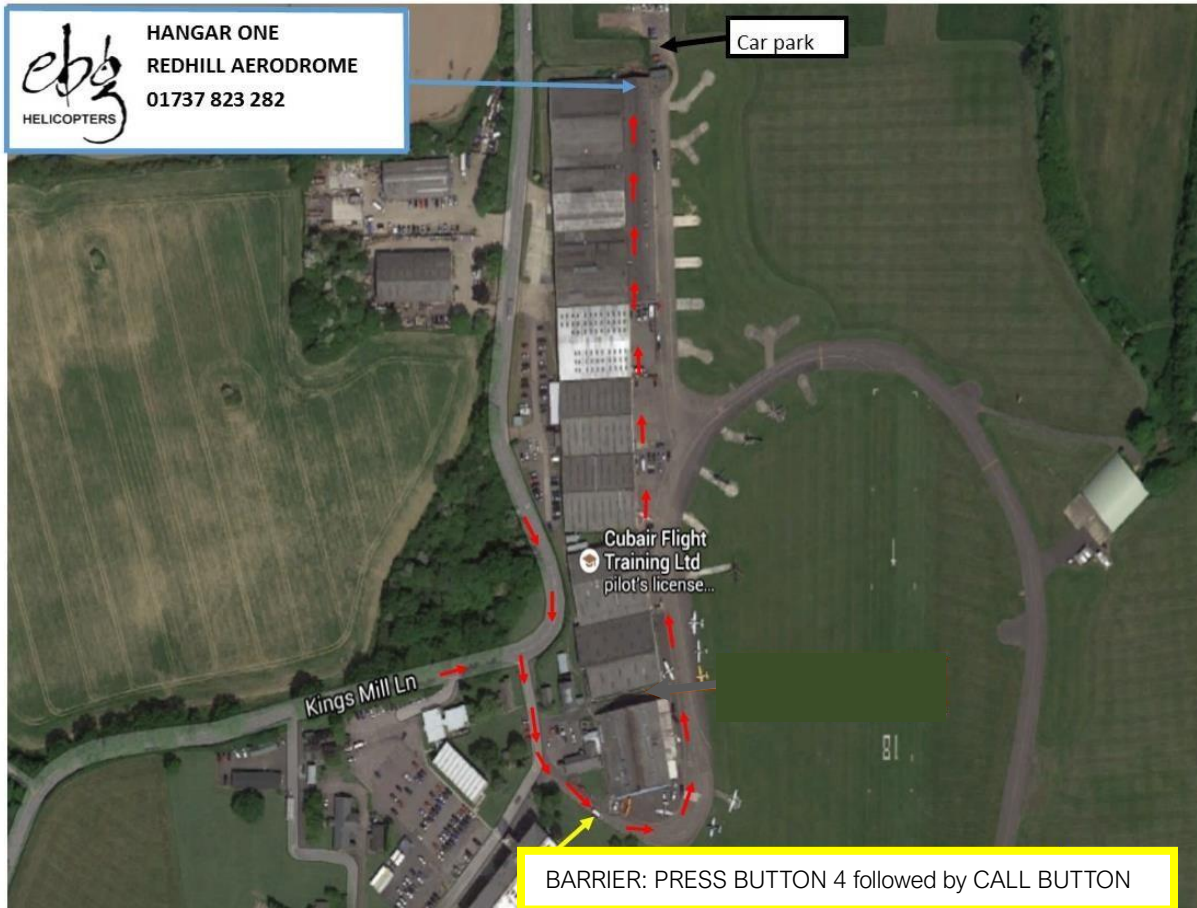 ebg
HELICOPTERS
HANGAR ONE
REDHILL AERODROME
01737 823 282
Car park
Cubair Flight
Training Ltd
pilot's license...
Kings Mill Ln
18
BARRIER: PRESS BUTTON 4 followed by CALL BUTTON